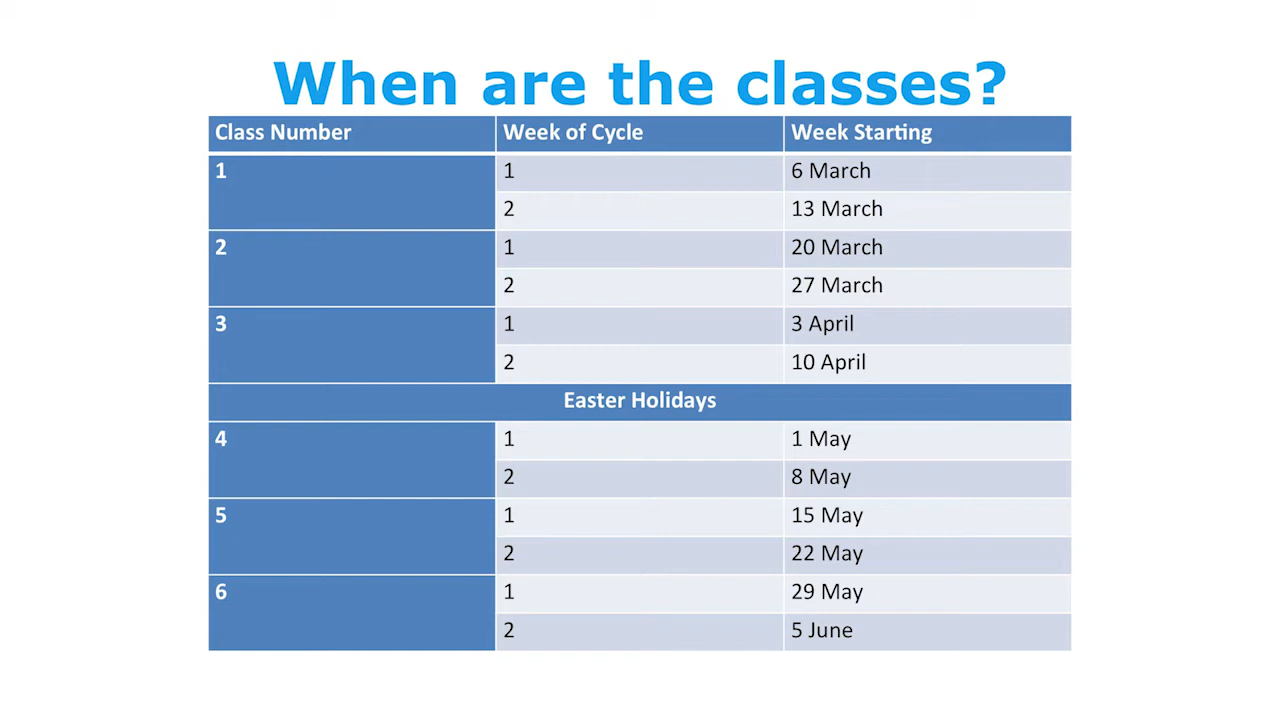 When are the classes?
Class Number Week of Cycle Week Starting
1 1 6 March
2 13 March
2 1 20 March
2 27 March
3 1 3 April
2 10 April
Easter Holidays
4 1 1 May
2 8 May
5 1 15 May
2 22 May
6 1 29 May
2 5 June